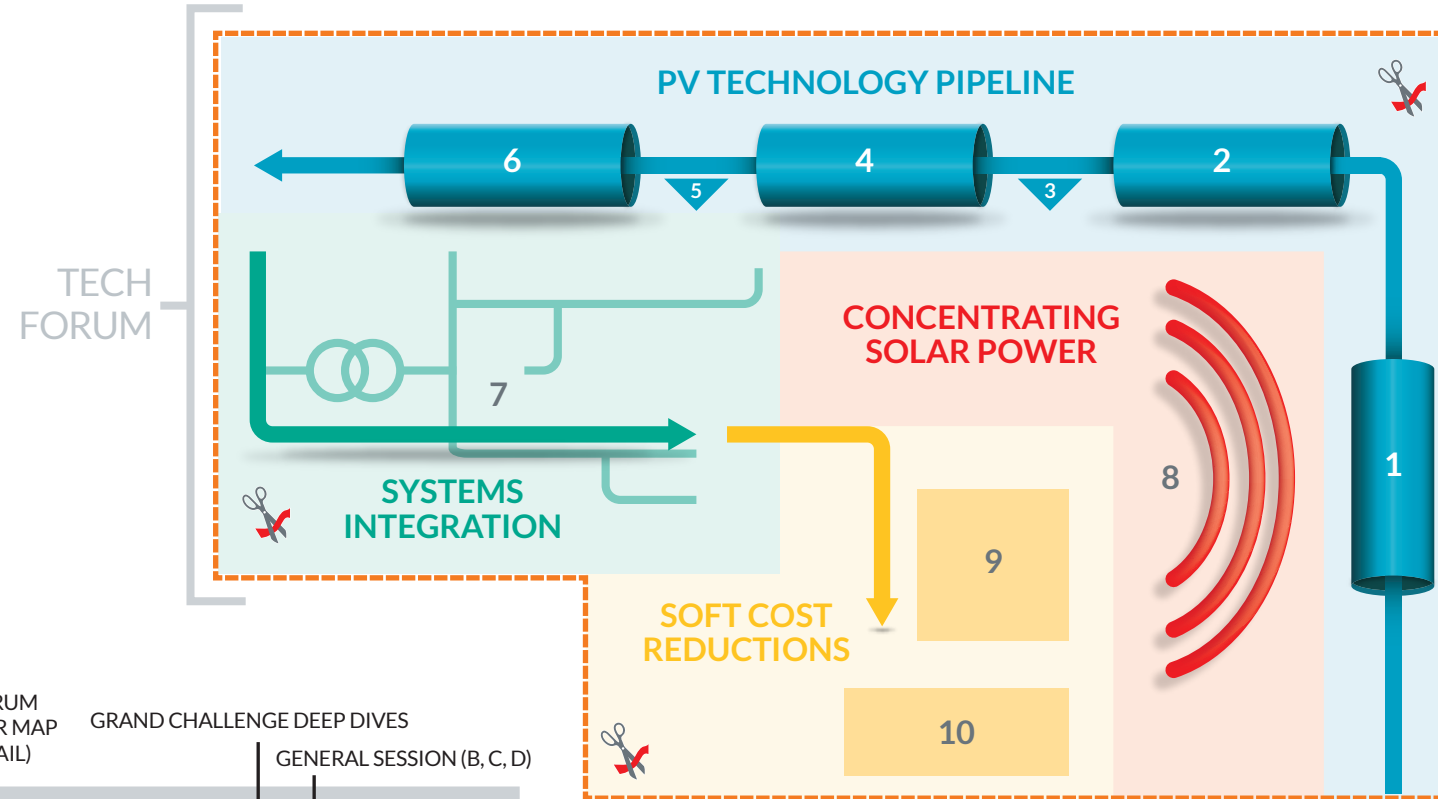 PV TECHNOLOGY PIPELINE
6
4
2
5
3
TECH
FORUM
CONCENTRATING
SOLAR POWER
7
8
1
SYSTEMS
INTEGRATION
9
SOFT COST
REDUCTIONS
10
MAP
GRAND CHALLENGE DEEP DIVES
GENERAL SESSION (B, C, D)